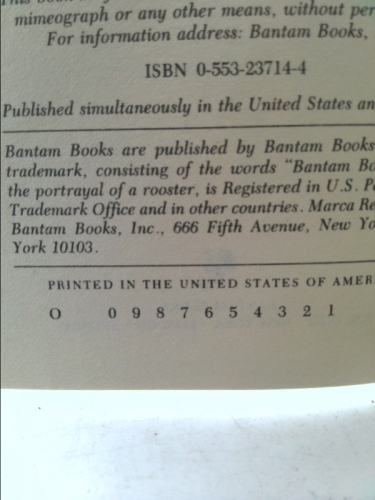 mimeograph or any other means, without per
For information address: Bantam Books,
ISBN 0-553-23714-4
Published simultaneously in the United States an
Bantam Books are published by Bantam Books
trademark, consisting of the words "Bantam Bo
the portrayal of a rooster, is Registered in U.S. P
Trademark Office and in other countries. Marca Re
Bantam Books, Inc., 666 Fifth Avenue, New Yo
York 10103.
PRINTED IN THE UNITED STATES OF AMER
O 0 9 8 7 6 5 4 3 2 1